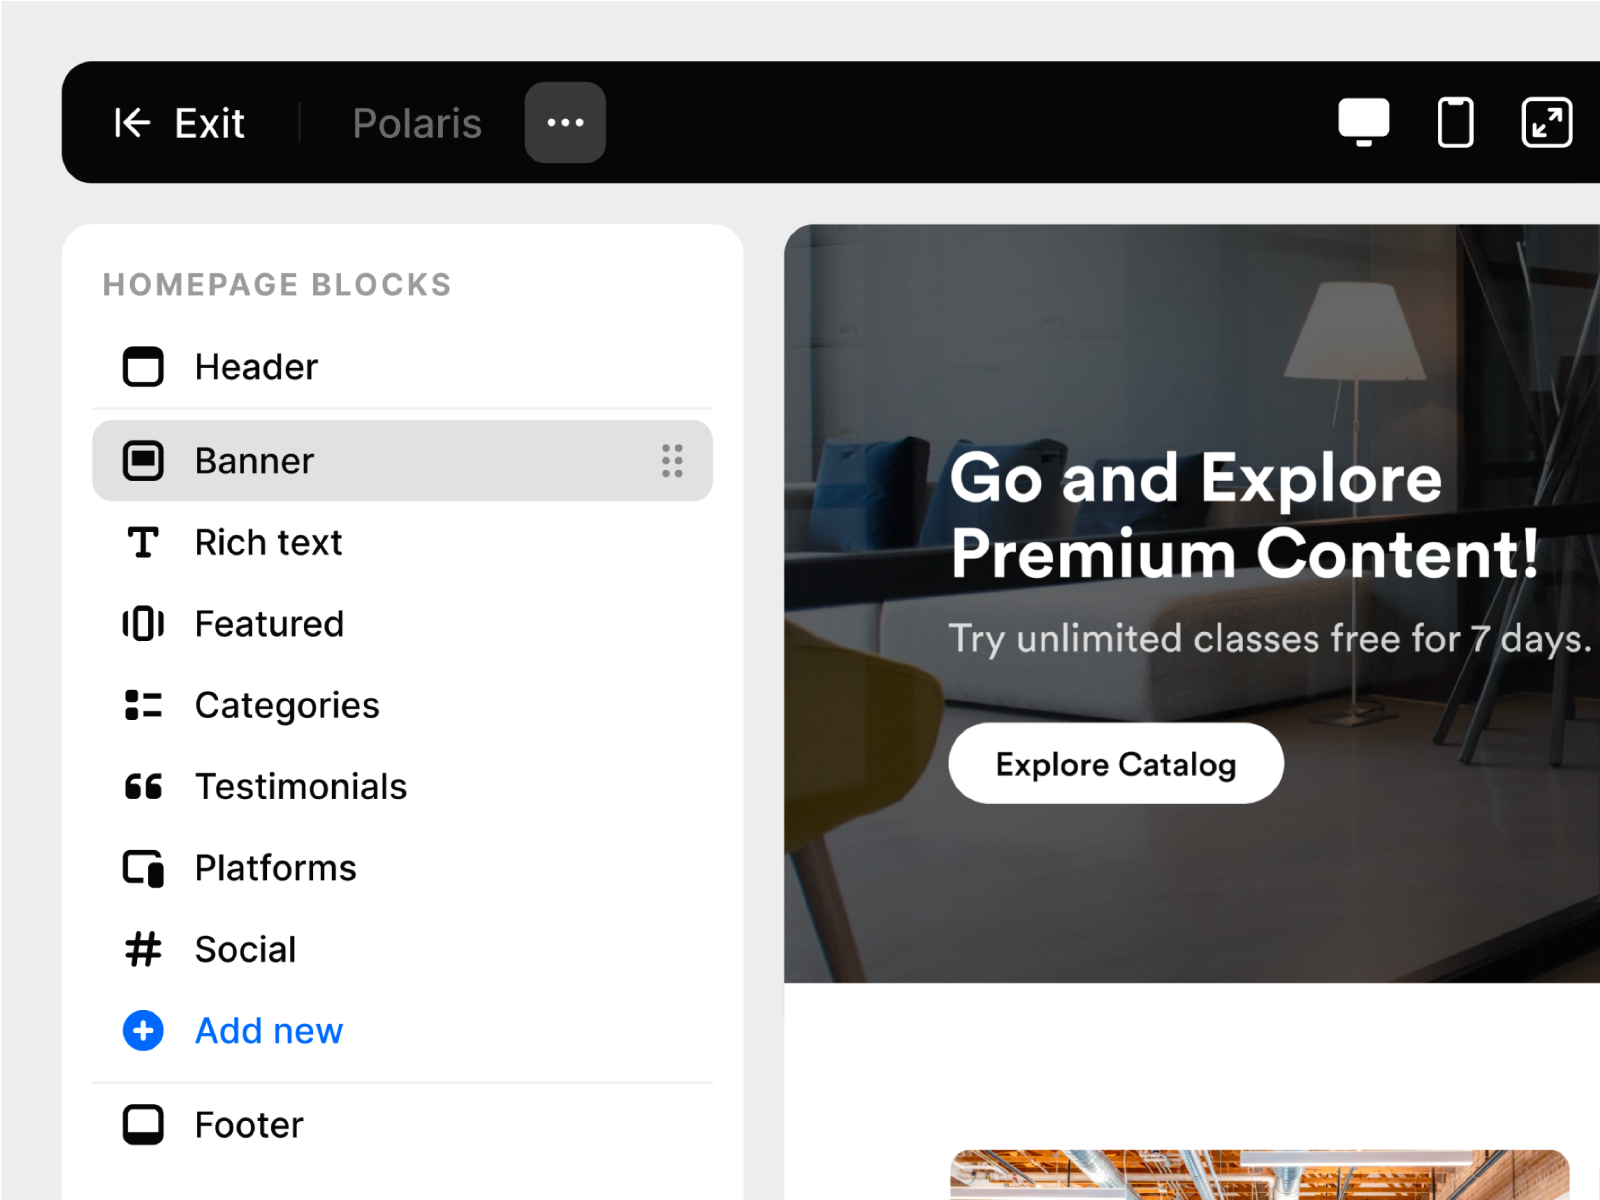 Exit
Polaris
HOMEPAGE BLOCKS
Header
Banner
Rich text
Featured
Categories
Testimonials
Platforms
Social
Add new
Footer
Go and Explore
Premium Content!
Try unlimited classes free for 7 days.
Explore Catalog